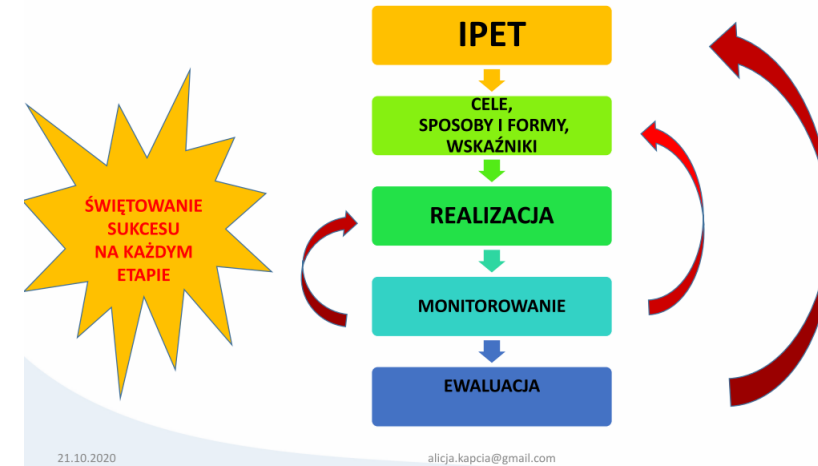 IPET
CELE,
SPOSOBY I FORMY,
WSKAŹNIKI
ŚWIĘTOWANIE
SUKCESU
NA KAŻDYM
ETAPIE
REALIZACJA
MONITOROWANIE
EWALUACJA
21.10.2020
alicja.kapcia@gmail.com